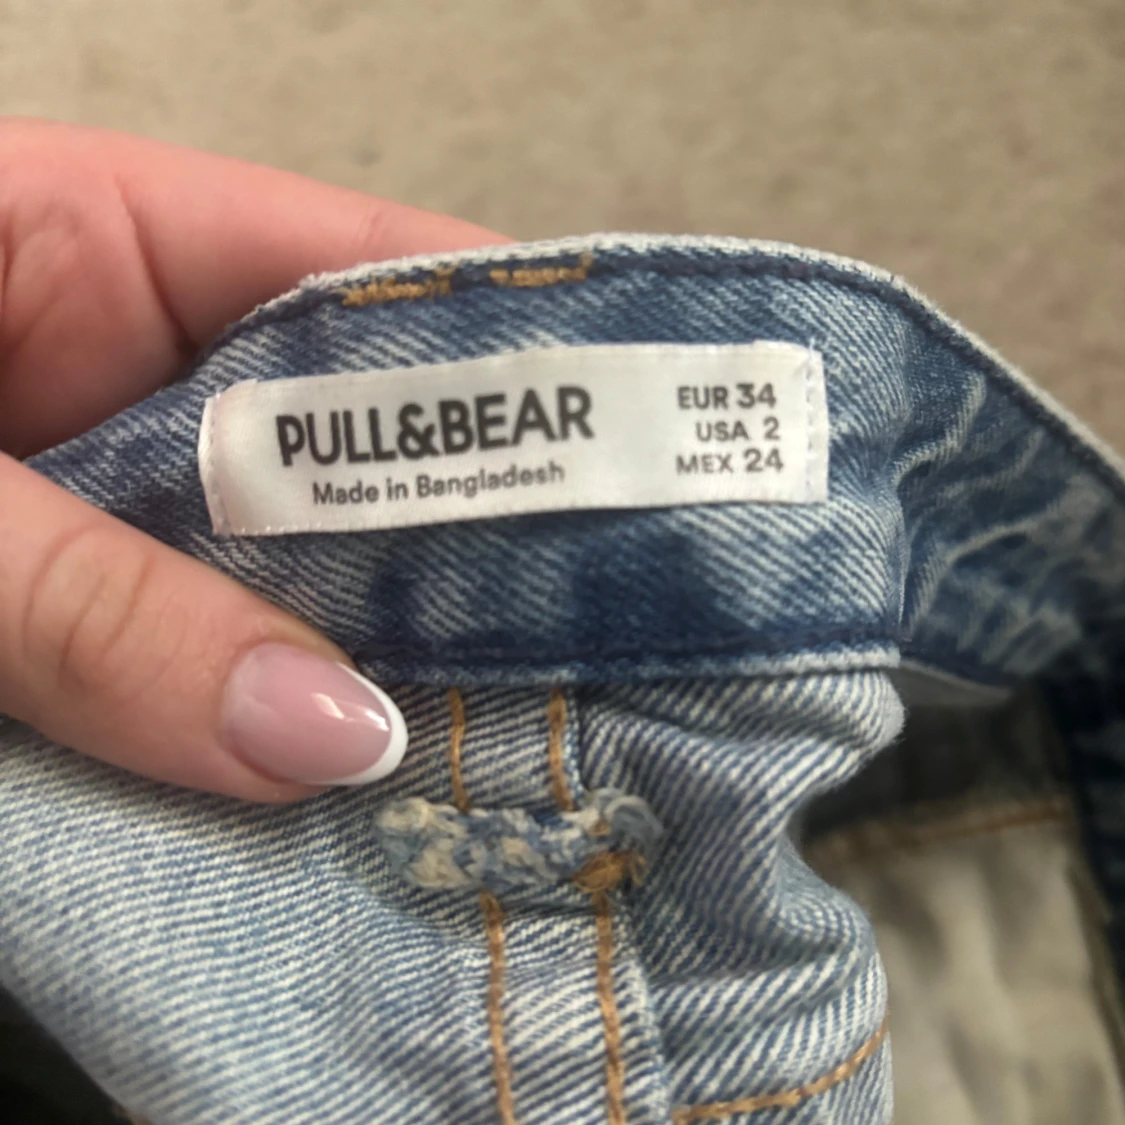 PULL&BEAR
Made in Bangladesh
EUR 34
USA 2
MEX 24